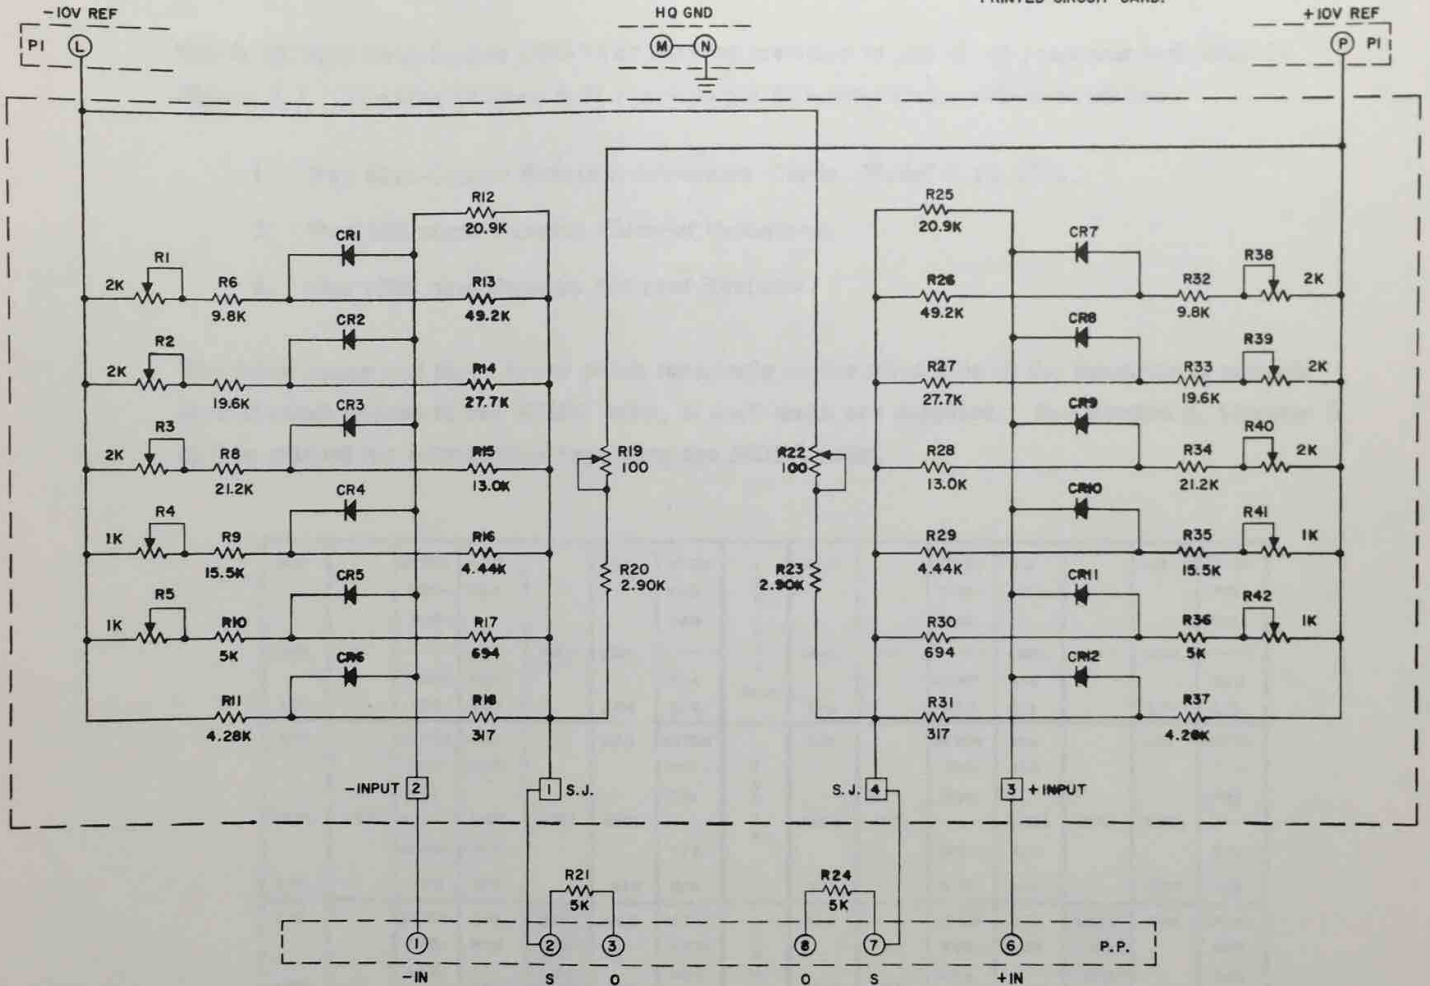 PRINTED CIRCUIT CARD.
-10V REF
HQ GND
+10V REF
P1 L
M N
P P1
R12
20.9K
R25
20.9K
CR1
CR7
R1
2K
R6
9.8K
R13
49.2K
R26
49.2K
R32
9.8K
R38
2K
CR2
CR8
R2
2K
19.6K
R14
27.7K
R27
27.7K
R33
19.6K
R39
2K
CR3
CR9
R3
2K
R8
21.2K
R15
13.0K
R19
100
R22
100
R28
13.0K
R34
21.2K
R40
2K
CR4
CR10
R4
1K
R9
15.5K
R16
4.44K
R29
4.44K
R35
15.5K
R41
1K
R20
2.90K
R23
2.90K
CR5
CR11
R5
1K
R10
5K
R17
694
R30
694
R36
5K
R42
1K
CR6
CR12
R11
4.28K
R18
317
R31
317
R37
-INPUT 2
1 S.J.
S.J. 4
3 +INPUT
R21
5K
R24
5K
1 2 3 8 7 6 P.P.
-IN S O O S +IN